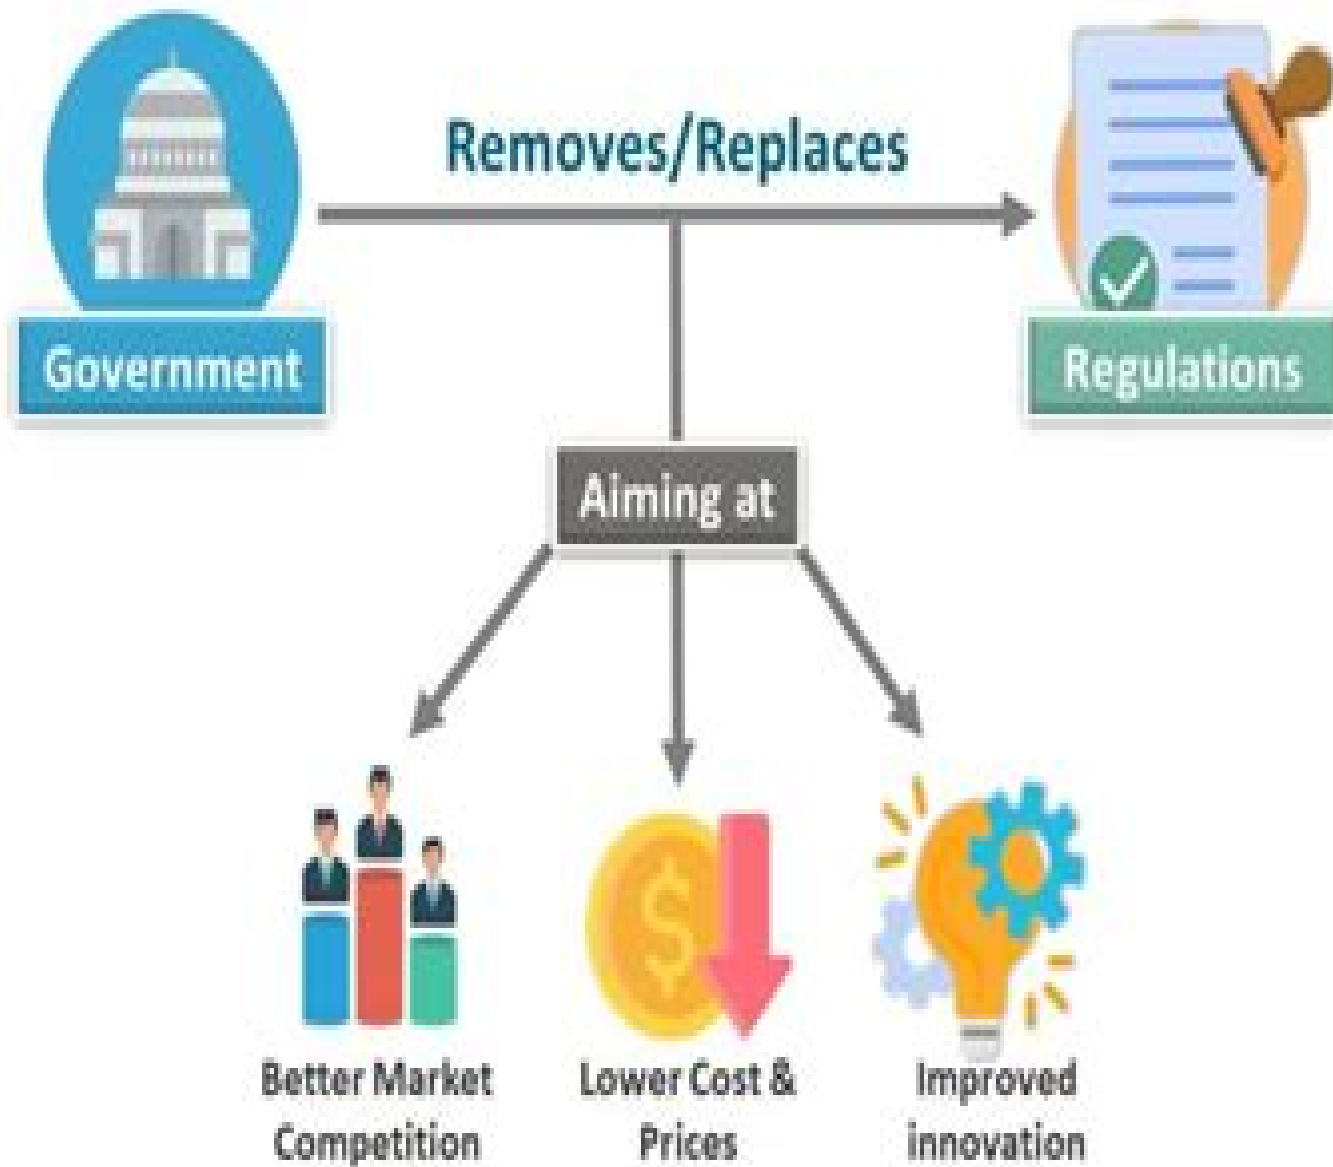 Removes/Replaces
Government
Regulations
Aiming at
Better Market
Competition
Lower Cost &
Prices
Improved
innovation